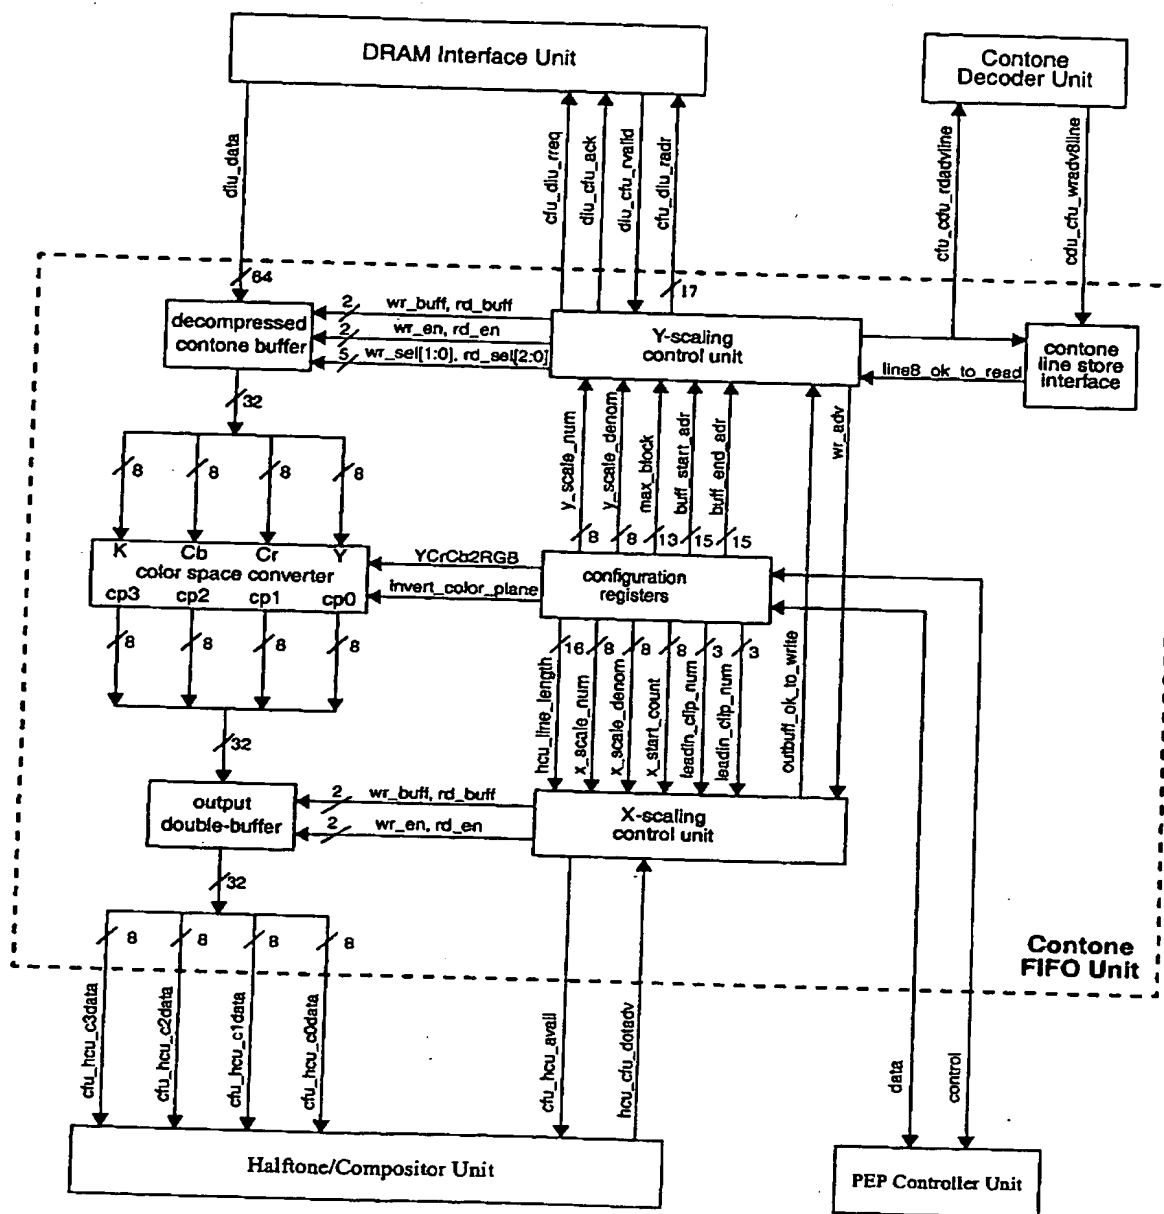 DRAM Interface Unit
Contone
Decoder Unit
diu_data
cfu_diu_rreq
diu_cfu_ack
diu_cfu_rvalid
cfu_diu_radr
cfu_cdu_rdadvline
cdu_cfu_wradv8line
64
17
decompressed
contone buffer
2
wr_buff, rd_buff
2
wr_en, rd_en
5
wr_sel[1:0], rd_sel[2:0]
Y-scaling
control unit
line8_ok_to_read
contone
line store
interface
32
8
8
8
8
y_scale_num
y_scale_denom
max_block
buff_start_adr
buff_end_adr
wr_adv
8
8
13
15
15
K
Cb
Cr
Y
color space converter
cp3
cp2
cp1
cp0
YCrCb2RGB
invert_color_plane
configuration
registers
8
8
8
8
16
8
8
8
3
3
hcu_line_length
x_scale_num
x_scale_denom
x_start_count
leadin_clip_num
leadin_clip_num
outbuff_ok_to_write
32
output
double-buffer
2
wr_buff, rd_buff
2
wr_en, rd_en
X-scaling
control unit
32
8
8
8
8
Contone
FIFO Unit
cfu_hcu_c3data
cfu_hcu_c2data
cfu_hcu_c1data
cfu_hcu_c0data
cfu_hcu_avail
hcu_cfu_dotadv
data
control
Halftone/Compositor Unit
PEP Controller Unit